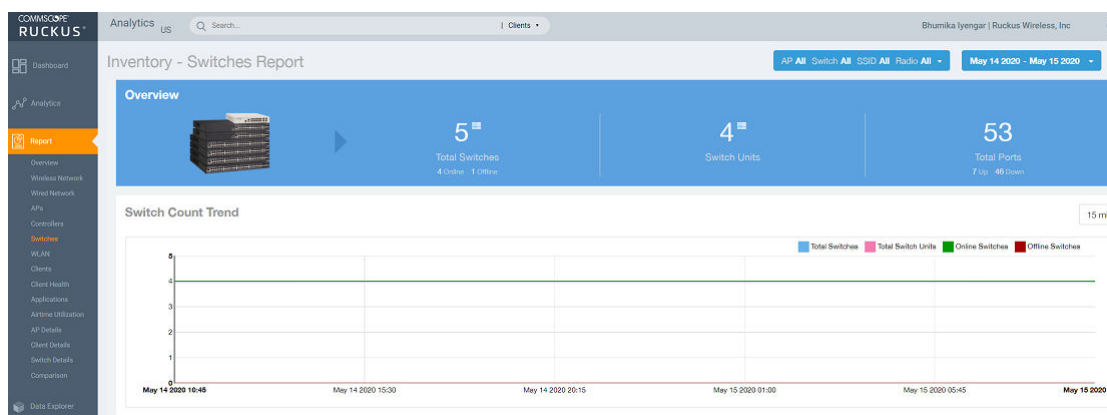 COMMSCOPE
RUCKUS
Analytics US
Search...
| Clients
Bhumika Iyengar | Ruckus Wireless, Inc
Dashboard
Analytics
Report
Overview
Wireless Network
Wired Network
APs
Controllers
Switches
WLAN
Clients
Client Health
Applications
Airtime Utilization
AP Details
Client Details
Switch Details
Comparison
Data Explorer
Inventory - Switches Report
AP All Switch All SSID All Radio All
May 14 2020 - May 15 2020
Overview
5
Total Switches
4 Online 1 Offline
4
Switch Units
53
Total Ports
7 Up 46 Down
Switch Count Trend
15 mi
Total Switches Total Switch Units Online Switches Offline Switches
5
4
3
2
1
0
May 14 2020 10:45 May 14 2020 15:30 May 14 2020 20:15 May 15 2020 01:00 May 15 2020 05:45 May 15 2020